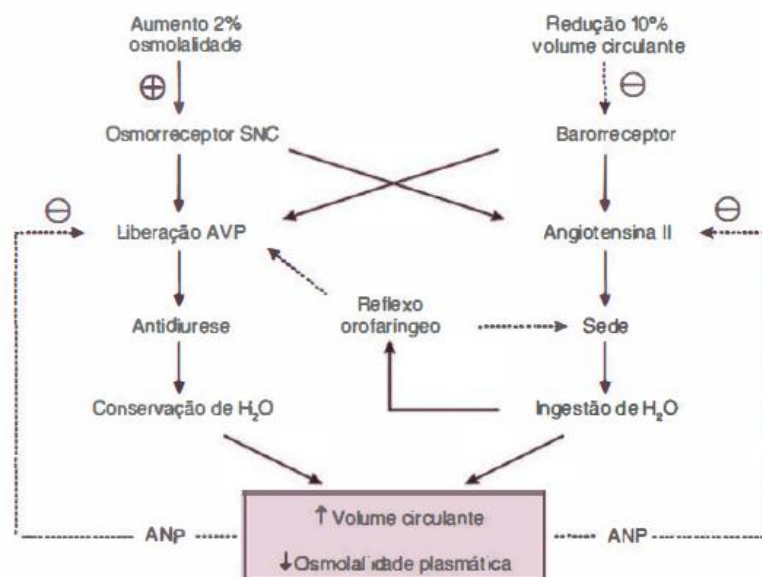 Aumento 2%
osmolalidade
Redução 10%
volume circulante
⊕
⊖
Osmorreceptor SNC
Barorreceptor
⊖
⊖
Liberação AVP
Angiotensina II
Reflexo
orofaríngeo
Antidiurese
Sede
Conservação de H₂O
Ingestão de H₂O
↑ Volume circulante
ANP
ANP
↓ Osmolalidade plasmática